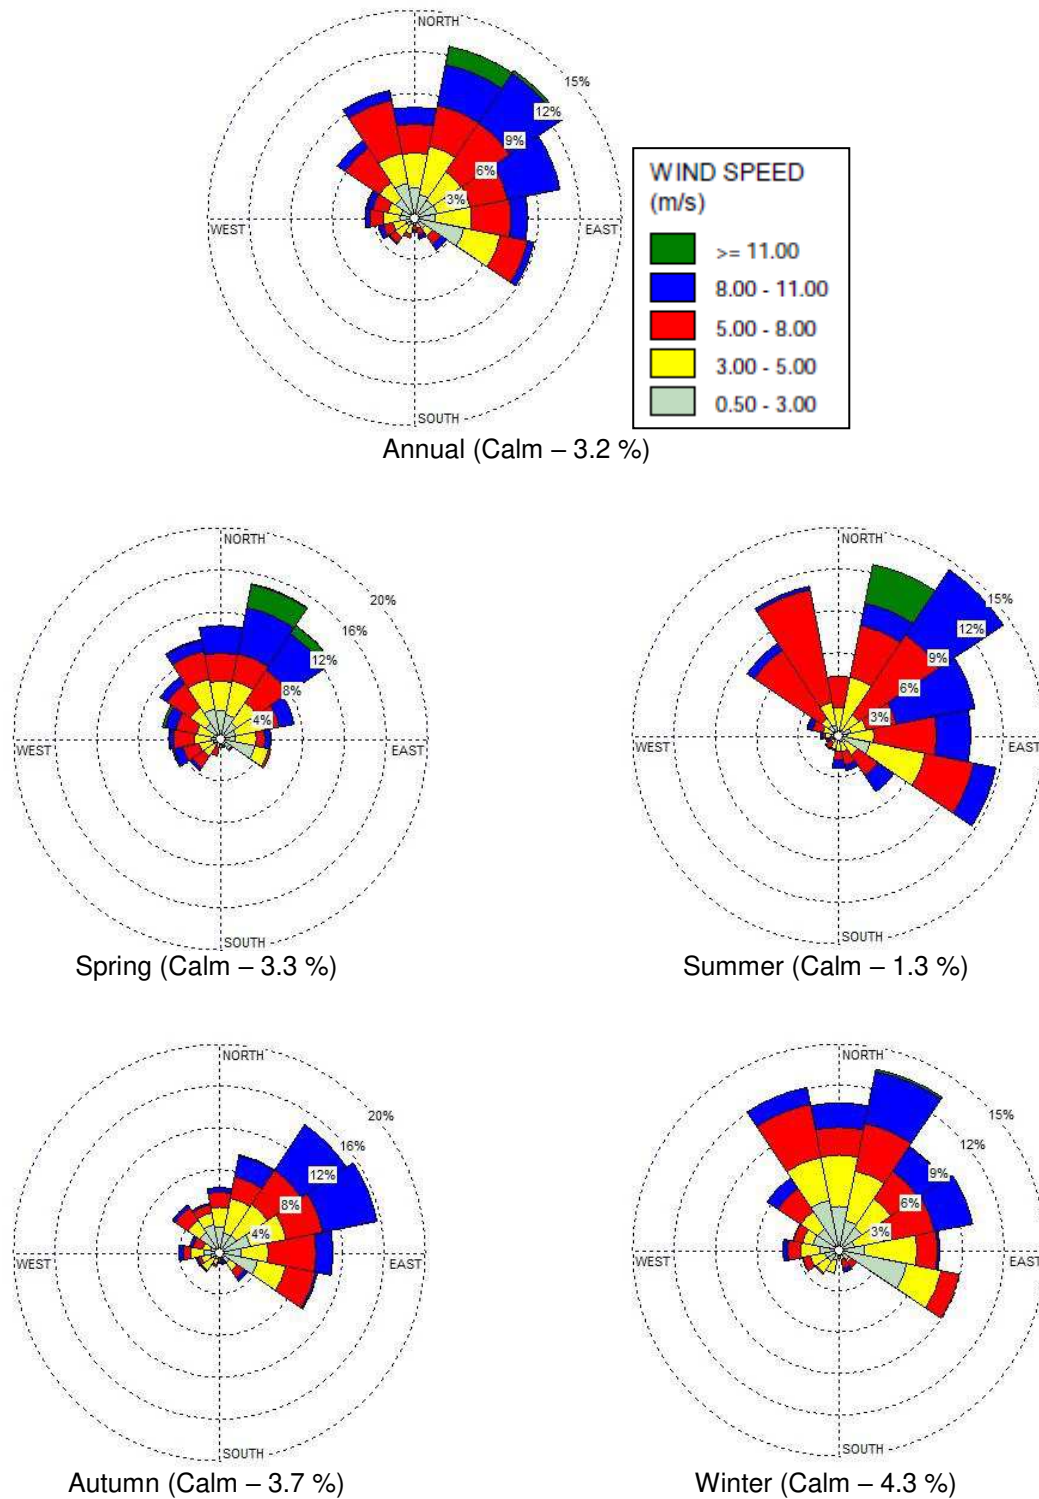 NORTH
15%
12%
9%
6%
3%
WEST
EAST
SOUTH
WIND SPEED
(m/s)
>= 11.00
8.00 - 11.00
5.00 - 8.00
3.00 - 5.00
0.50 - 3.00
Annual (Calm – 3.2 %)
NORTH
20%
16%
12%
8%
4%
WEST
EAST
SOUTH
Spring (Calm – 3.3 %)
NORTH
15%
12%
9%
6%
3%
WEST
EAST
SOUTH
Summer (Calm – 1.3 %)
NORTH
20%
16%
12%
8%
4%
WEST
EAST
SOUTH
Autumn (Calm – 3.7 %)
NORTH
15%
12%
9%
6%
3%
WEST
EAST
SOUTH
Winter (Calm – 4.3 %)